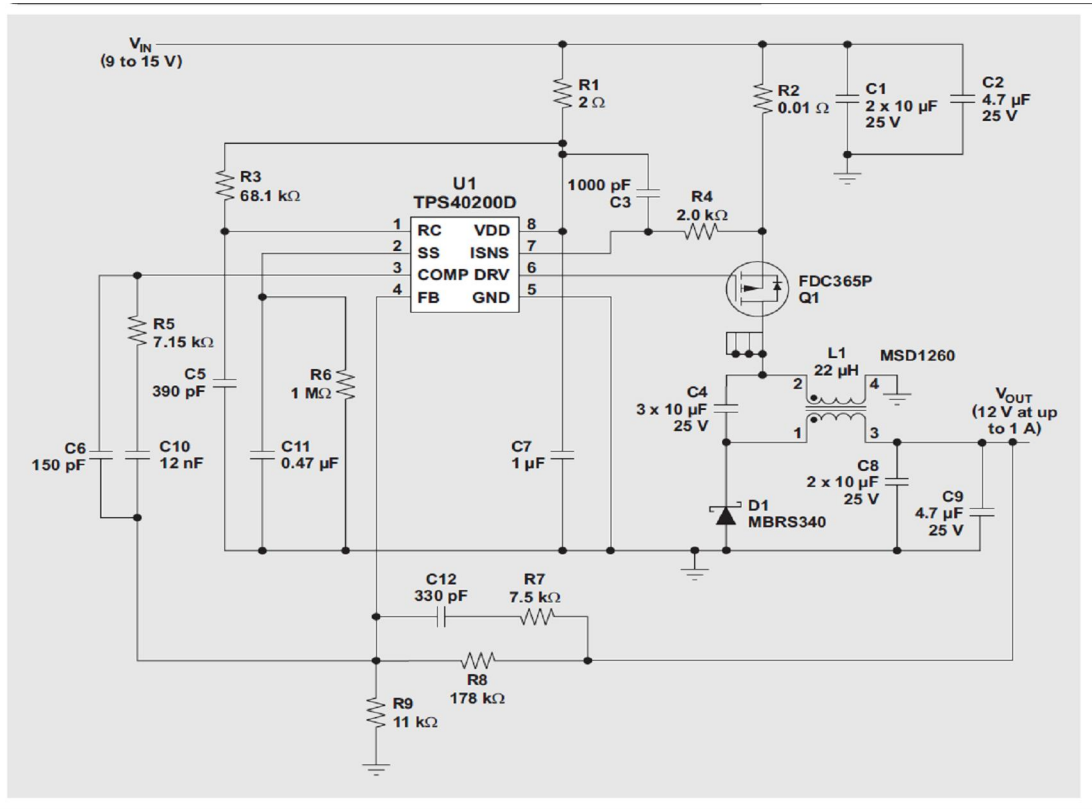 VIN
(9 to 15 V)
R1
2 Ω
R2
0.01 Ω
C1
2 x 10 µF
25 V
C2
4.7 µF
25 V
R3
68.1 kΩ
U1
TPS40200D
1000 pF
C3
R4
2.0 kΩ
1 RC VDD 8
2 SS ISNS 7
3 COMP DRV 6
4 FB GND 5
FDC365P
Q1
R5
7.15 kΩ
C5
390 pF
R6
1 MΩ
C4
3 x 10 µF
25 V
L1
22 µH
MSD1260
2 4
1 3
VOUT
(12 V at up
to 1 A)
C6
150 pF
C10
12 nF
C11
0.47 µF
C7
1 µF
D1
MBRS340
C8
2 x 10 µF
25 V
C9
4.7 µF
25 V
C12
330 pF
R7
7.5 kΩ
R8
178 kΩ
R9
11 kΩ